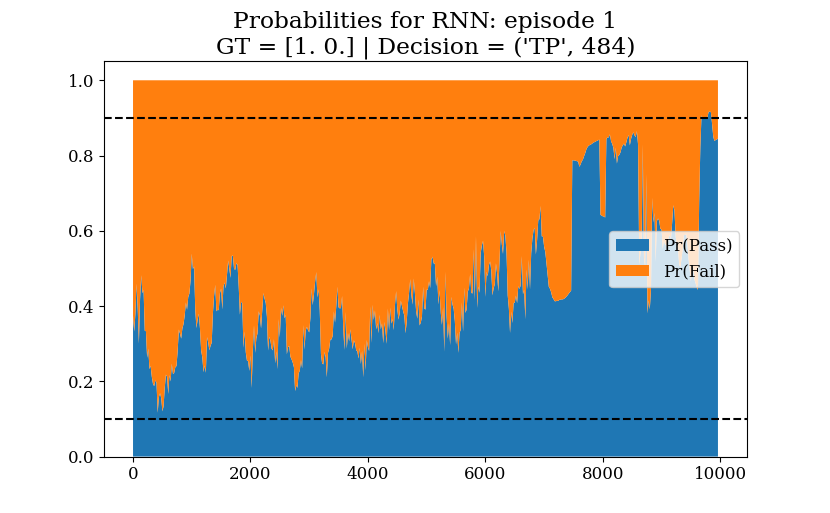 Probabilities for RNN: episode 1
GT = [1. 0.] | Decision = ('TP', 484)
1.0
0.8
0.6
0.4
0.2
0.0
Pr(Pass)
Pr(Fail)
0 2000 4000 6000 8000 10000